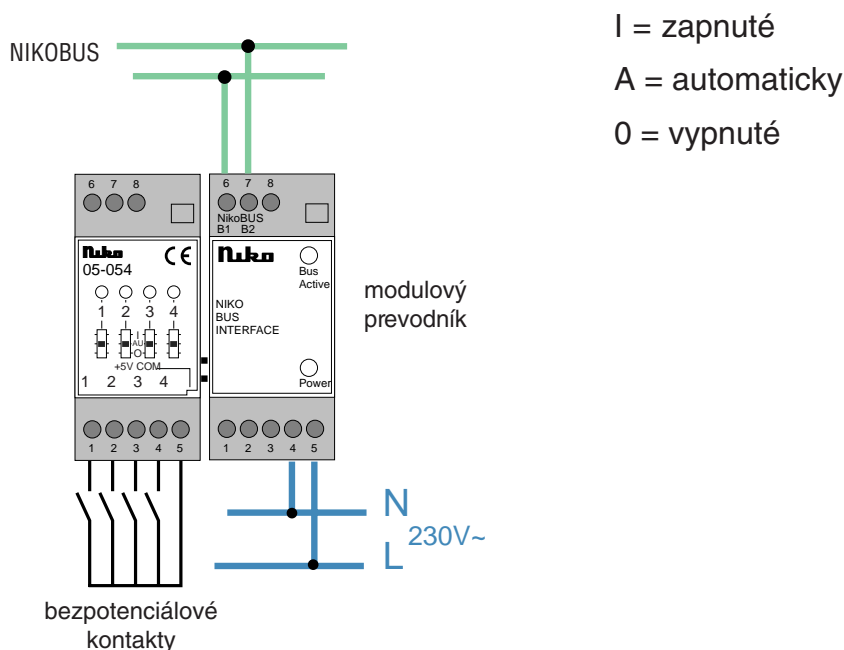 NIKOBUS
I = zapnuté
A = automaticky
0 = vypnuté
6 7 8
6 7 8
NikoBUS
B1 B2
Niko
CE
05-054
1 2 3 4
I
AU
O
+5V COM
1 2 3 4
Niko
Bus
Active
NIKO
BUS
INTERFACE
Power
modulový
prevodník
1 2 3 4 5
1 2 3 4 5
N
230V~
L
bezpotenciálové
kontakty